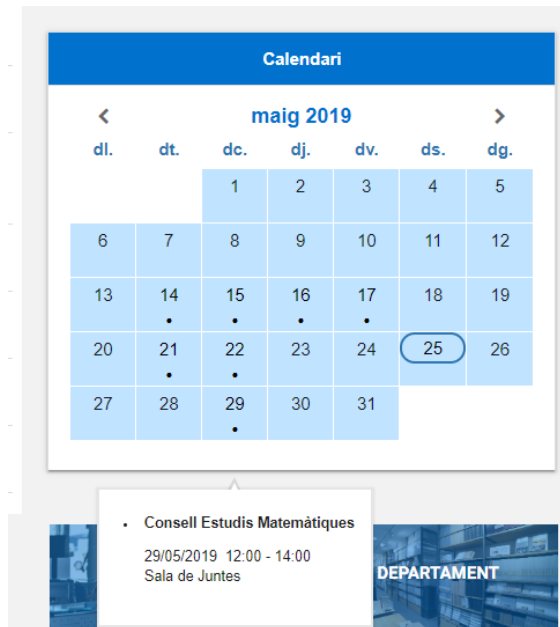 Calendari
maig 2019
dl. dt. dc. dj. dv. ds. dg.
1 2 3 4 5
6 7 8 9 10 11 12
13 14 15 16 17 18 19
20 21 22 23 24 25 26
27 28 29 30 31
• Consell Estudis Matemàtiques
29/05/2019 12:00 - 14:00
Sala de Juntes
DEPARTAMENT